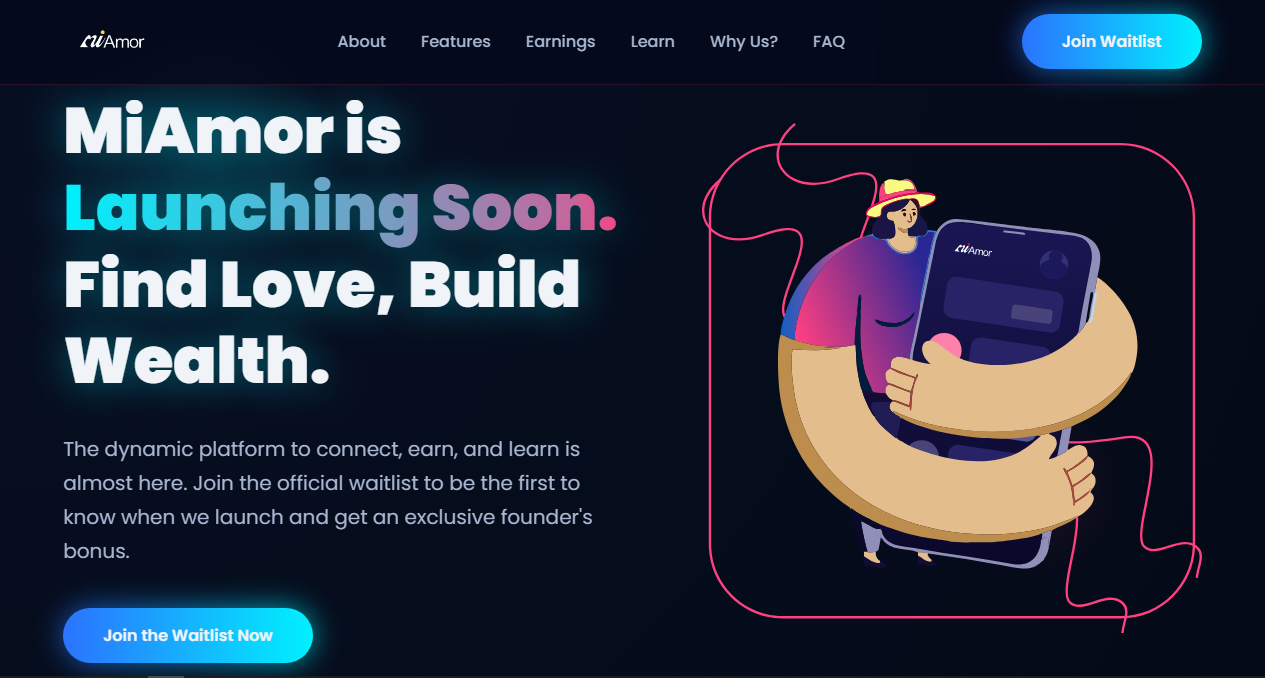 miAmor
About Features Earnings Learn Why Us? FAQ
Join Waitlist
MiAmor is
Launching Soon.
Find Love, Build
Wealth.
The dynamic platform to connect, earn, and learn is
almost here. Join the official waitlist to be the first to
know when we launch and get an exclusive founder's
bonus.
Join the Waitlist Now
miAmor